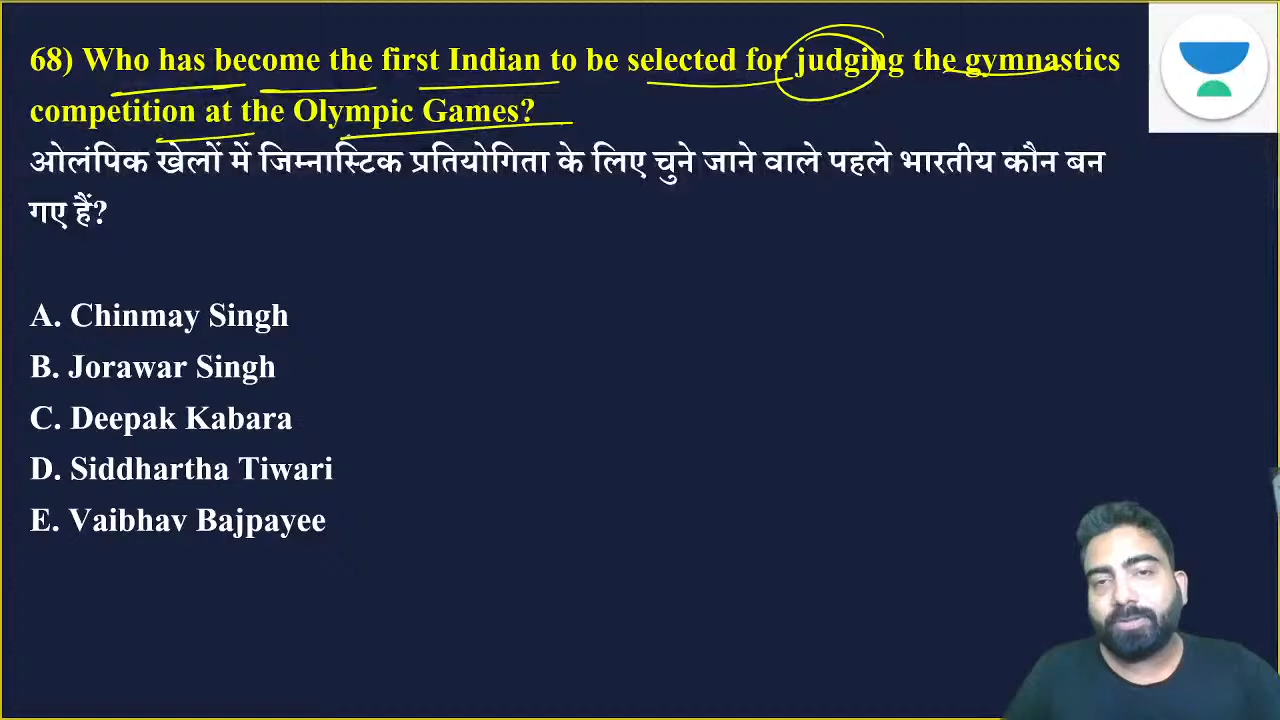 68) Who has become the first Indian to be selected for judging the gymnastics
competition at the Olympic Games?
ओलंपिक खेलों में जिम्नास्टिक प्रतियोगिता के लिए चुने जाने वाले पहले भारतीय कौन बन
गए हैं?
A. Chinmay Singh
B. Jorawar Singh
C. Deepak Kabara
D. Siddhartha Tiwari
E. Vaibhav Bajpayee